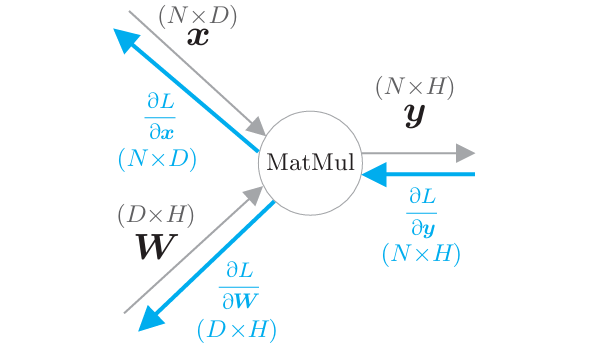 (N×D)
x
∂L
∂x
(N×D)
MatMul
(N×H)
y
∂L
∂y
(N×H)
(D×H)
W
∂L
∂W
(D×H)